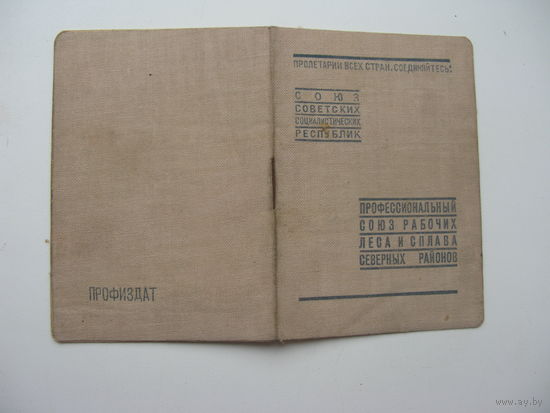 ПРОЛЕТАРИИ ВСЕХ СТРАН, СОЕДИНЯЙТЕСЬ!
СОЮЗ
СОВЕТСКИХ
СОЦИАЛИСТИЧЕСКИХ
РЕСПУБЛИК
ПРОФЕССИОНАЛЬНЫЙ
СОЮЗ РАБОЧИХ
ЛЕСА И СПЛАВА
СЕВЕРНЫХ РАЙОНОВ
ПРОФИЗДАТ
www.ay.by